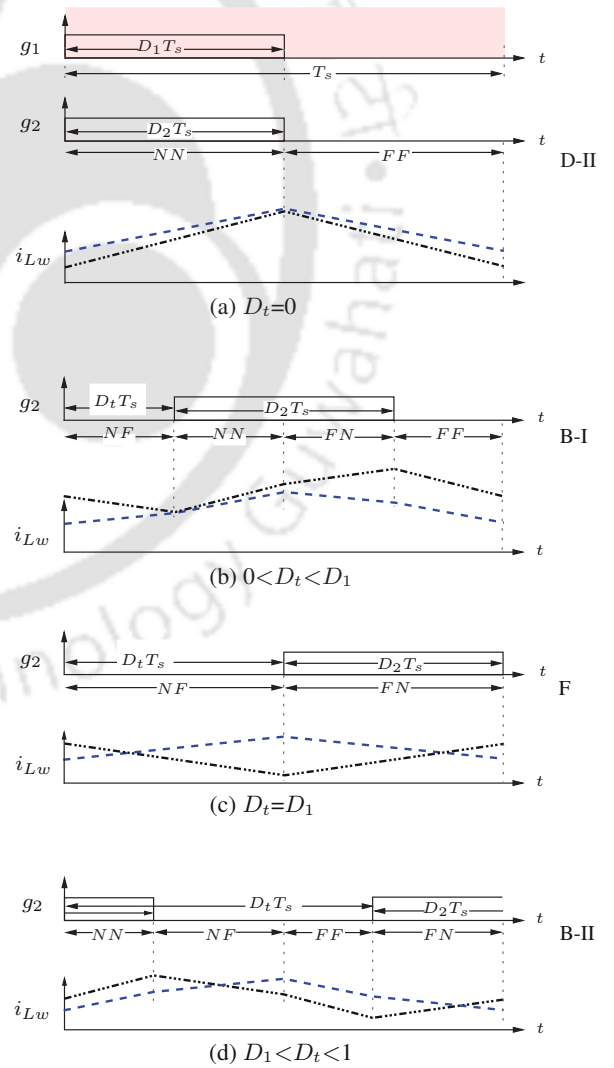 g1 D1Ts t
Ts
g2 D2Ts t
NN FF D-II
iLw
(a) Dt=0
g2 DtTs D2Ts t
NF NN FN FF B-I
iLw t
(b) 0<Dt<D1
g2 DtTs D2Ts t
NF FN F
iLw t
(c) Dt=D1
g2 DtTs D2Ts t
NN NF FF FN B-II
iLw t
(d) D1<Dt<1
nology Guwahati